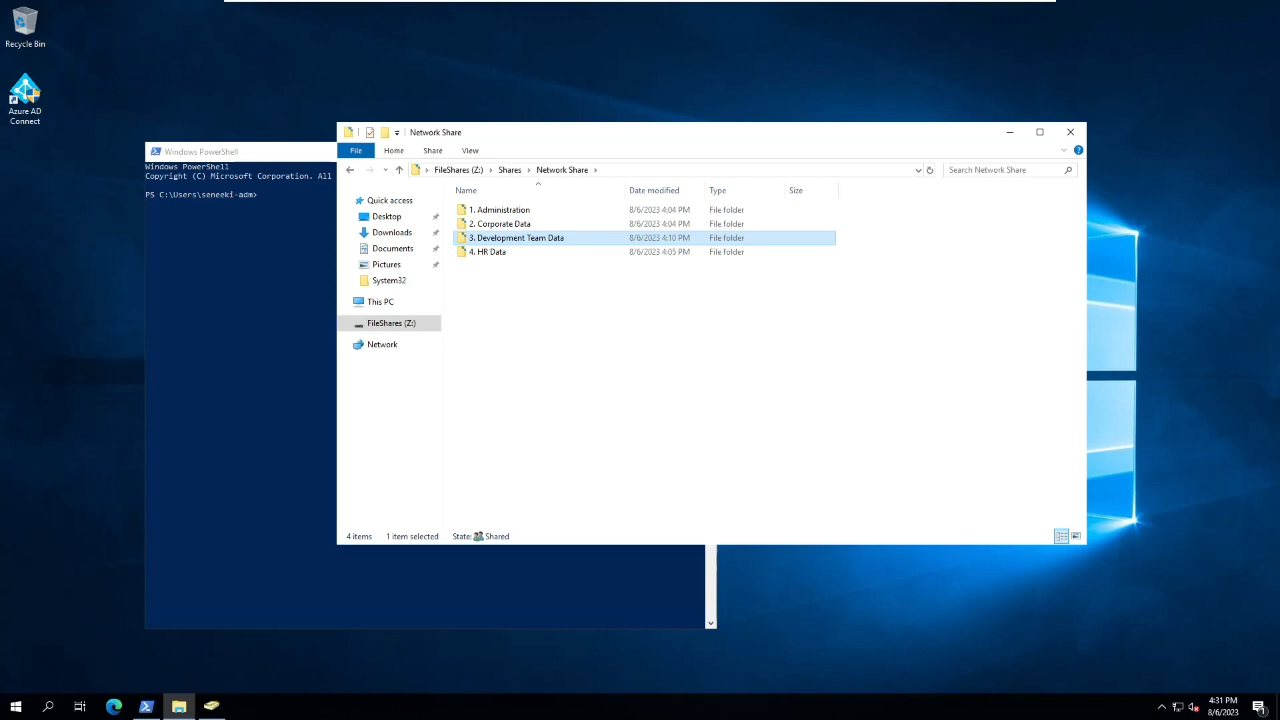 Recycle Bin
Azure AD
Connect
Windows PowerShell
Windows PowerShell
Copyright (C) Microsoft Corporation. All
PS C:\Users\seneeki-adm>
Network Share
File Home Share View
FileShares (Z:) Shares Network Share
Search Network Share
Name Date modified Type Size
Quick access
Desktop
Downloads
Documents
Pictures
System32
This PC
FileShares (Z:)
Network
1. Administration 8/6/2023 4:04 PM File folder
2. Corporate Data 8/6/2023 4:04 PM File folder
3. Development Team Data 8/6/2023 4:10 PM File folder
4. HR Data 8/6/2023 4:05 PM File folder
4 items 1 item selected State: Shared
4:31 PM
8/6/2023
1